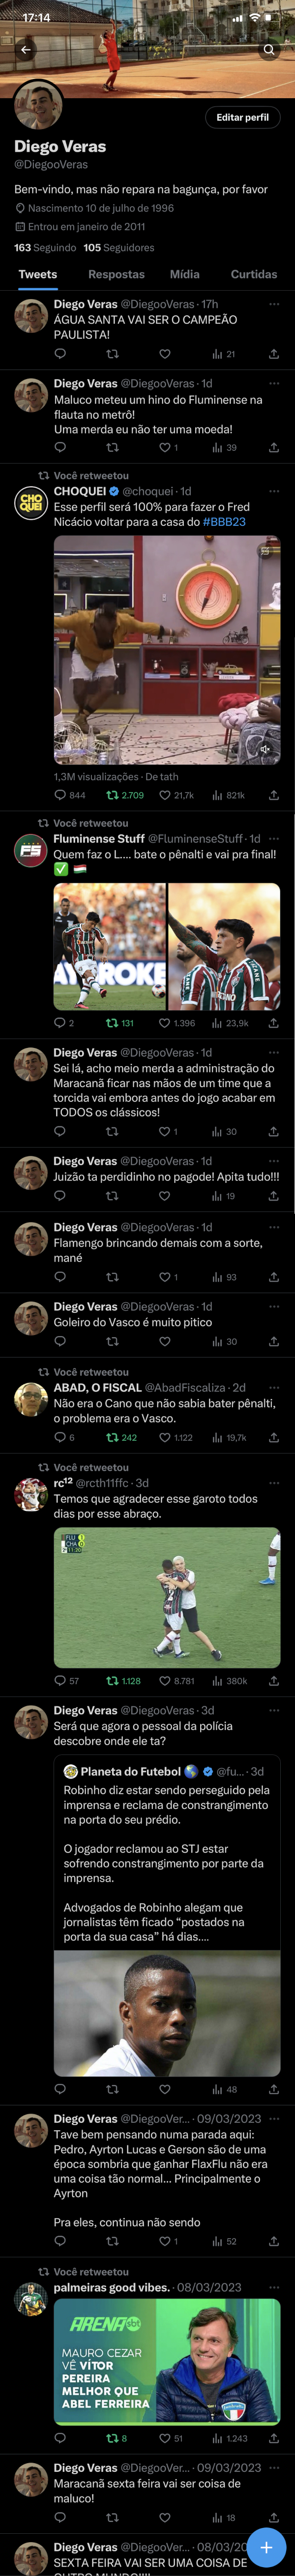 17:14
Editar perfil
Diego Veras
@DiegooVeras
Bem-vindo, mas não repara na bagunça, por favor
Nascimento 10 de julho de 1996
Entrou em janeiro de 2011
163 Seguindo 105 Seguidores
Tweets Respostas Mídia Curtidas
Diego Veras @DiegooVeras · 17h
ÁGUA SANTA VAI SER O CAMPEÃO
PAULISTA!
21
Diego Veras @DiegooVeras · 1d
Maluco meteu um hino do Fluminense na
flauta no metrô!
Uma merda eu não ter uma moeda!
1 39
Você retweetou
CHOQUEI @choquei · 1d
CHO
QUEI
Esse perfil será 100% para fazer o Fred
Nicácio voltar para a casa do #BBB23
1,3M visualizações · De tath
844 2.709 21,7k 821k
Você retweetou
Fluminense Stuff @FluminenseStuff · 1d
FS
Quem faz o L.... bate o pênalti e vai pra final!
2 131 1.396 23,9k
Diego Veras @DiegooVeras · 1d
Sei lá, acho meio merda a administração do
Maracanã ficar nas mãos de um time que a
torcida vai embora antes do jogo acabar em
TODOS os clássicos!
1 30
Diego Veras @DiegooVeras · 1d
Juizão ta perdidinho no pagode! Apita tudo!!!
19
Diego Veras @DiegooVeras · 1d
Flamengo brincando demais com a sorte,
mané
1 93
Diego Veras @DiegooVeras · 1d
Goleiro do Vasco é muito pitico
30
Você retweetou
ABAD, O FISCAL @AbadFiscaliza · 2d
Não era o Cano que não sabia bater pênalti,
o problema era o Vasco.
6 242 1.122 19,7k
Você retweetou
rc¹² @rcth11ffc · 3d
Temos que agradecer esse garoto todos
dias por esse abraço.
FLU
CHA
57 1.128 8.781 380k
Diego Veras @DiegooVeras · 3d
Será que agora o pessoal da polícia
descobre onde ele ta?
Planeta do Futebol @fu... · 3d
Robinho diz estar sendo perseguido pela
imprensa e reclama de constrangimento
na porta do seu prédio.
O jogador reclamou ao STJ estar
sofrendo constrangimento por parte da
imprensa.
Advogados de Robinho alegam que
jornalistas têm ficado “postados na
porta da sua casa” há dias....
48
Diego Veras @DiegooVer... · 09/03/2023
Tave bem pensando numa parada aqui:
Pedro, Ayrton Lucas e Gerson são de uma
época sombria que ganhar FlaxFlu não era
uma coisa tão normal... Principalmente o
Ayrton
Pra eles, continua não sendo
1 52
Você retweetou
palmeiras good vibes. · 08/03/2023
ARENA
MAURO CEZAR
VÊ VÍTOR
PEREIRA
MELHOR QUE
ABEL FERREIRA
8 51 1.243
Diego Veras @DiegooVer... · 09/03/2023
Maracanã sexta feira vai ser coisa de
maluco!
18
Diego Veras @DiegooVer... · 08/03/20
SEXTA FEIRA VAI SER UMA COISA DE
OUTRO MUNDO!!!!